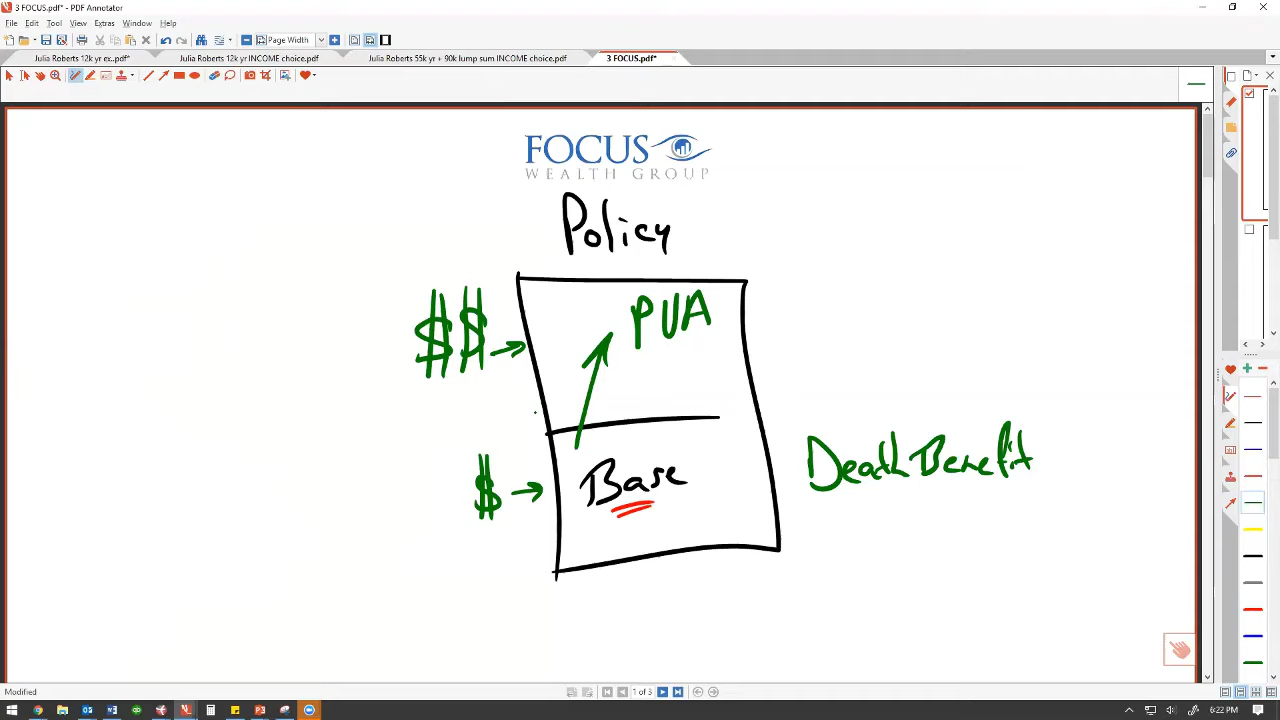 3 FOCUS.pdf* - PDF Annotator
File Edit Tool View Extras Window Help
Page Width
Julia Roberts 12k yr ex..pdf* Julia Roberts 12k yr INCOME choice.pdf Julia Roberts 55k yr + 90k lump sum INCOME choice.pdf 3 FOCUS.pdf*
FOCUS
WEALTH GROUP
Policy
$$ PUA
$ Base
Death Benefit
Modified 1 of 3
6:22 PM